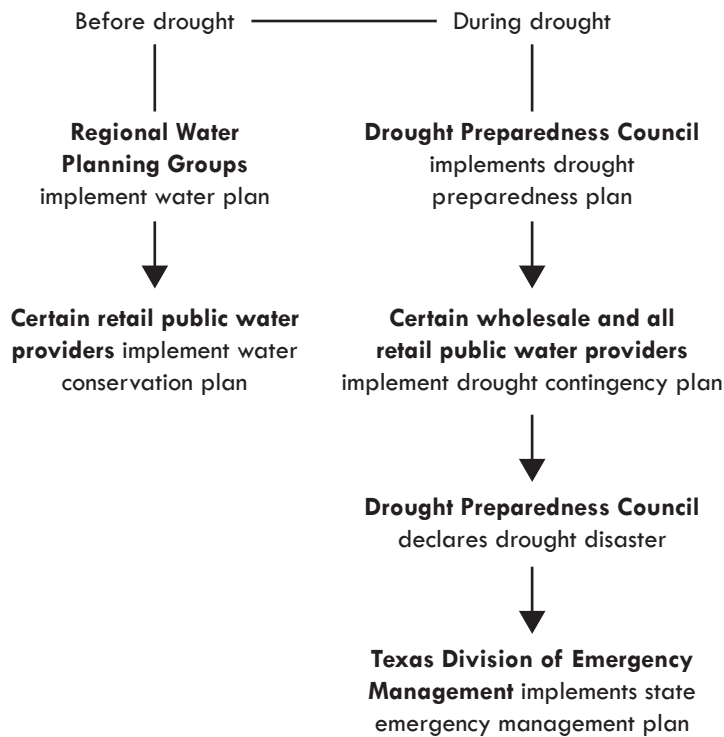 Before drought
During drought
Regional Water
Planning Groups
implement water plan
Certain retail public water
providers implement water
conservation plan
Drought Preparedness Council
implements drought
preparedness plan
Certain wholesale and all
retail public water providers
implement drought contingency plan
Drought Preparedness Council
declares drought disaster
Texas Division of Emergency
Management implements state
emergency management plan